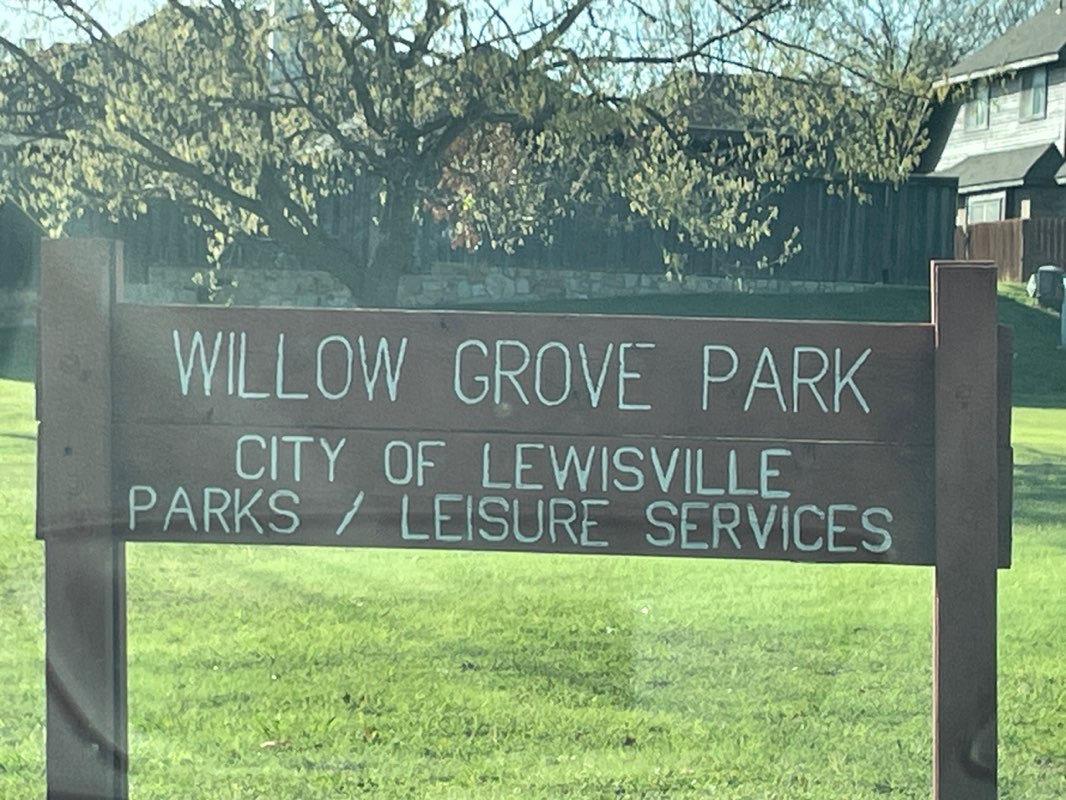 WILLOW GROVE PARK
CITY OF LEWISVILLE
PARKS / LEISURE SERVICES